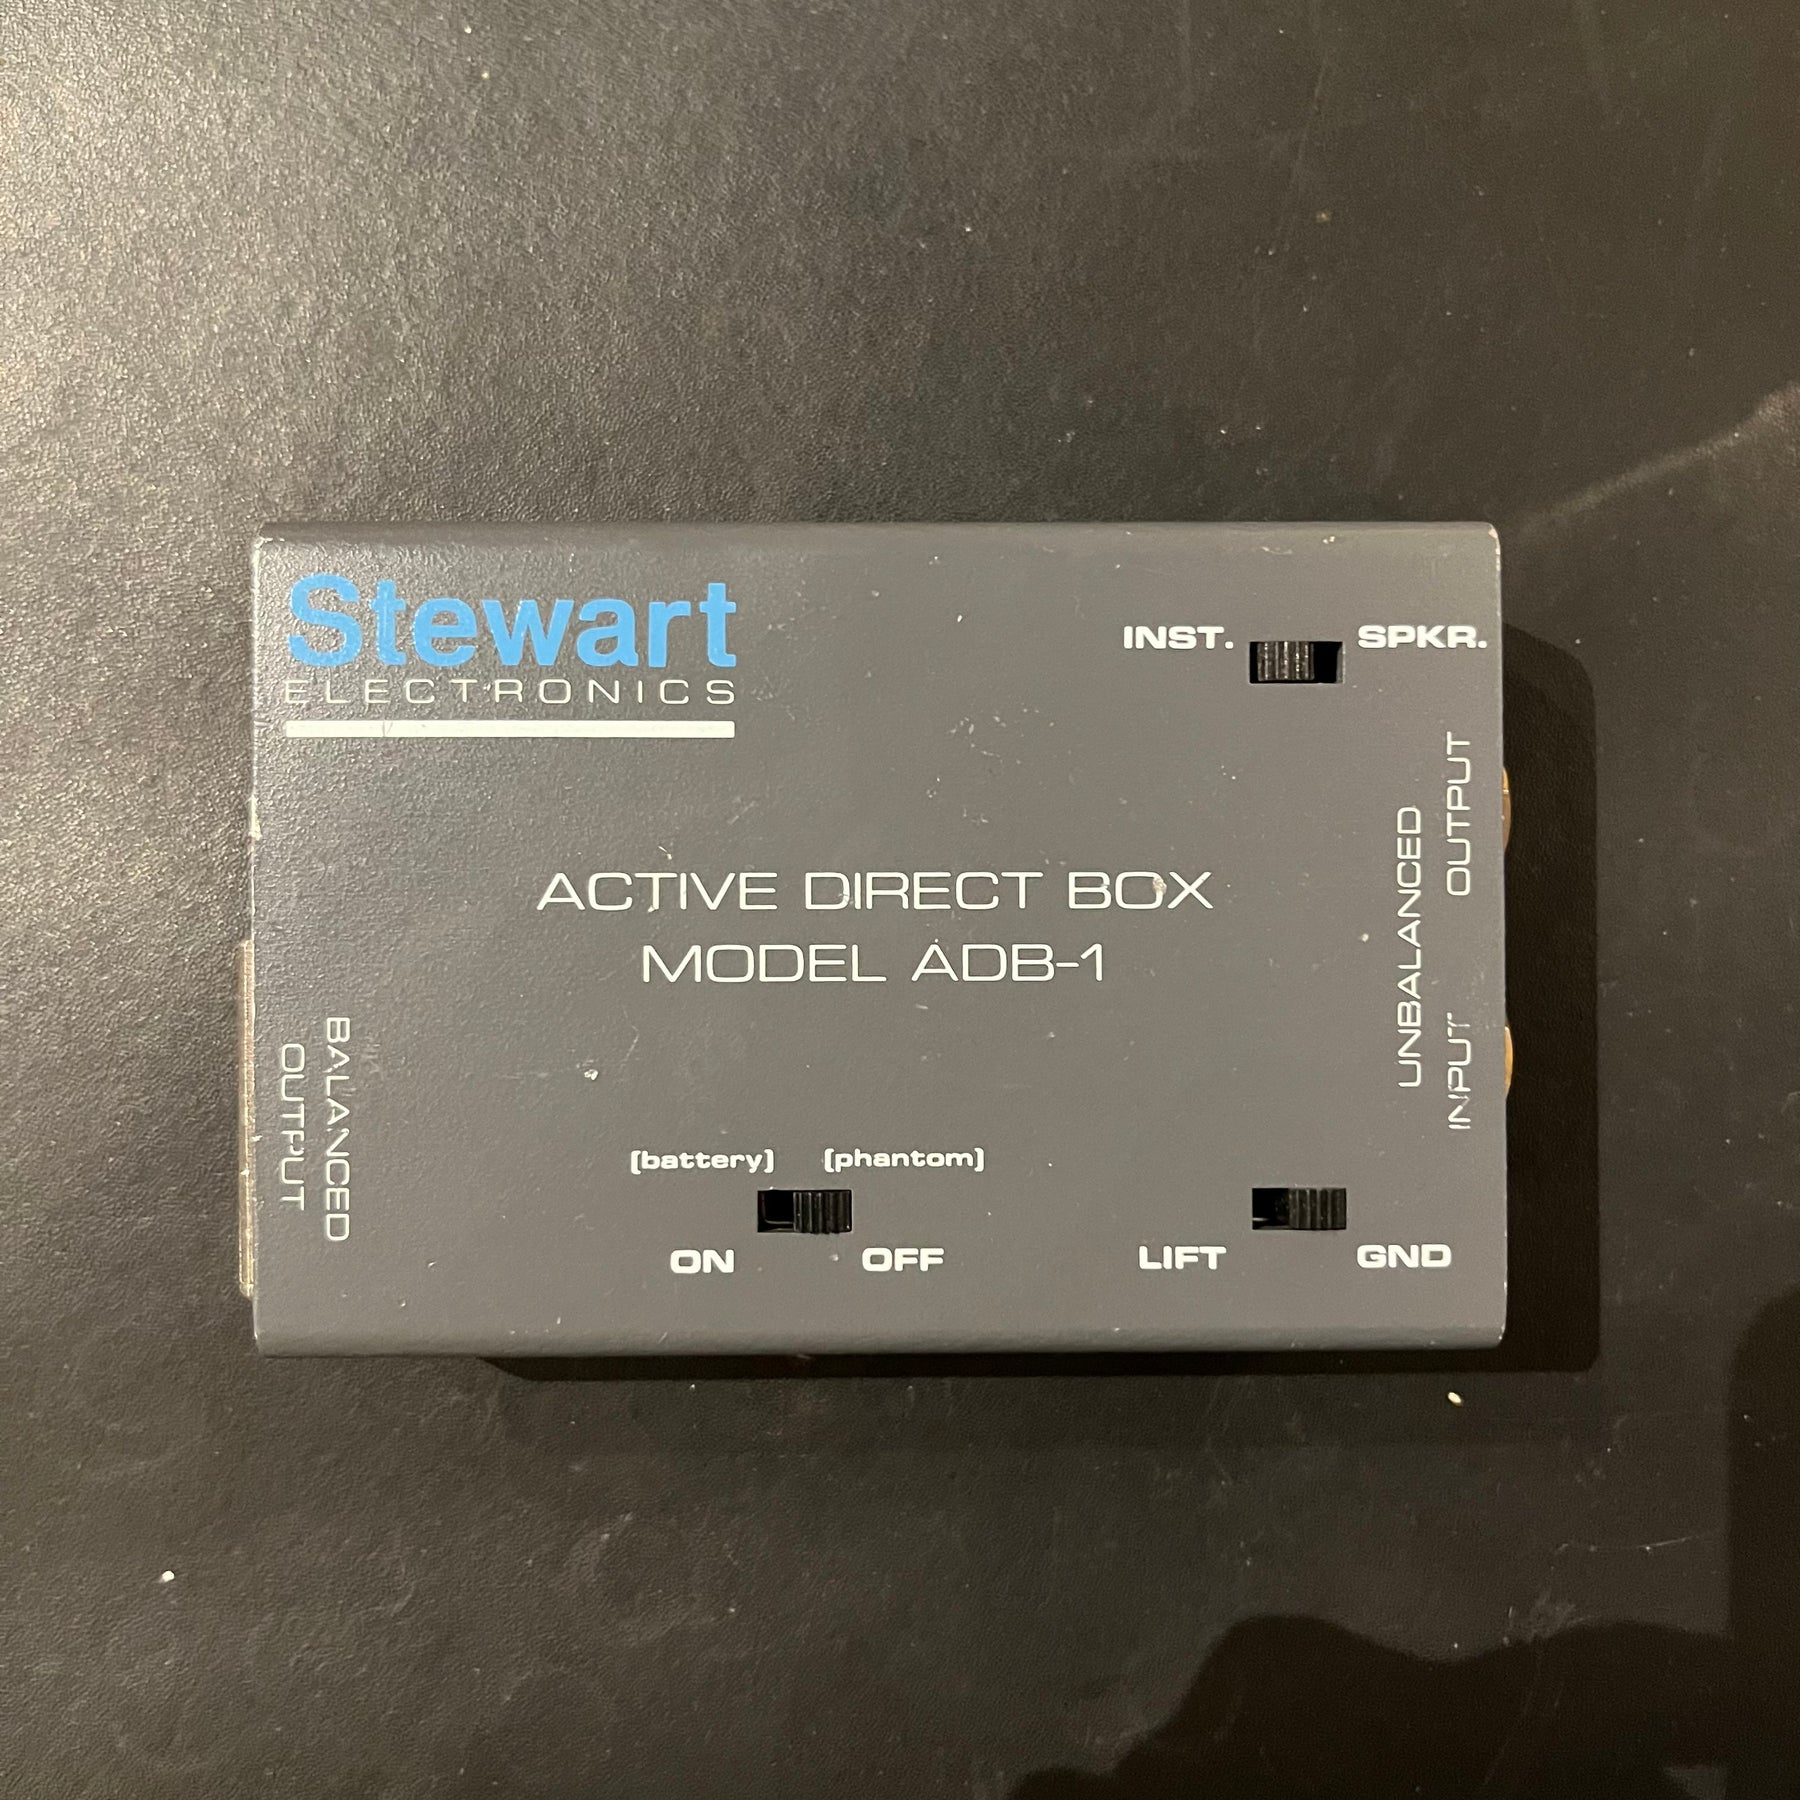 Stewart
ELECTRONICS
INST. SPKR.
ACTIVE DIRECT BOX
MODEL ADB-1
UNBALANCED
INPUT OUTPUT
BALANCED
OUTPUT
[battery] [phantom]
ON OFF
LIFT GND